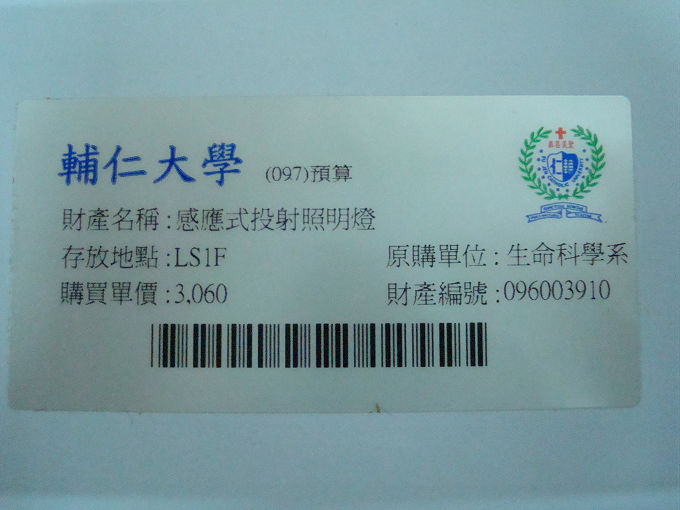 輔仁大學 (097)預算
財產名稱:感應式投射照明燈
存放地點:LS1F 原購單位:生命科學系
購買單價:3,060 財產編號:096003910